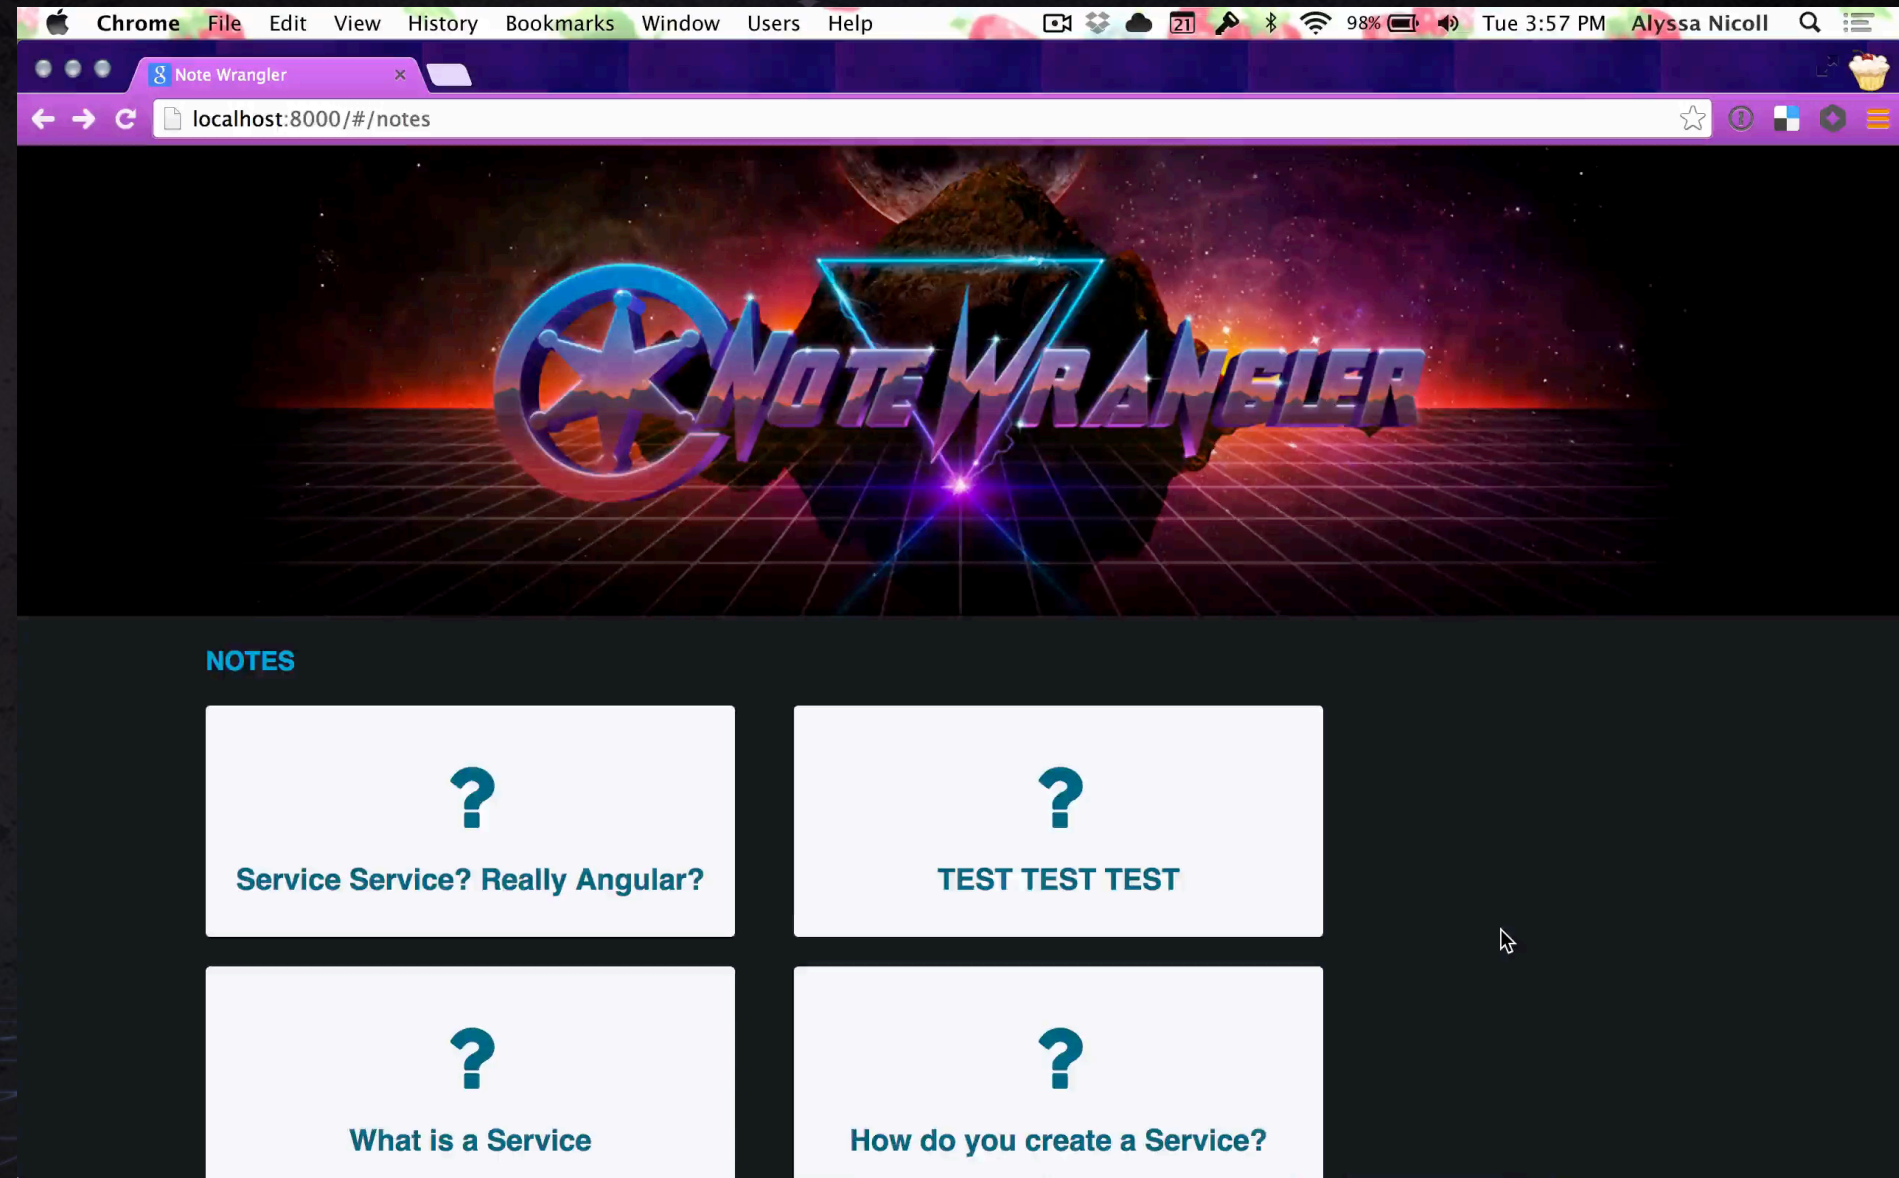 Chrome File Edit View History Bookmarks Window Users Help 21 98% Tue 3:57 PM Alyssa Nicoll
g Note Wrangler
localhost:8000/#/notes
NOTE WRANGLER
NOTES
?
Service Service? Really Angular?
?
TEST TEST TEST
?
What is a Service
?
How do you create a Service?